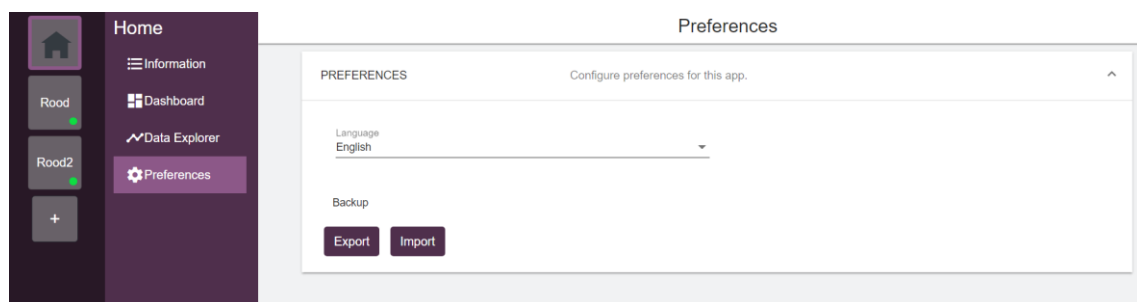 Home
Information
Rood
Dashboard
Data Explorer
Rood2
Preferences
+
Preferences
PREFERENCES
Configure preferences for this app.
Language
English
Backup
Export
Import